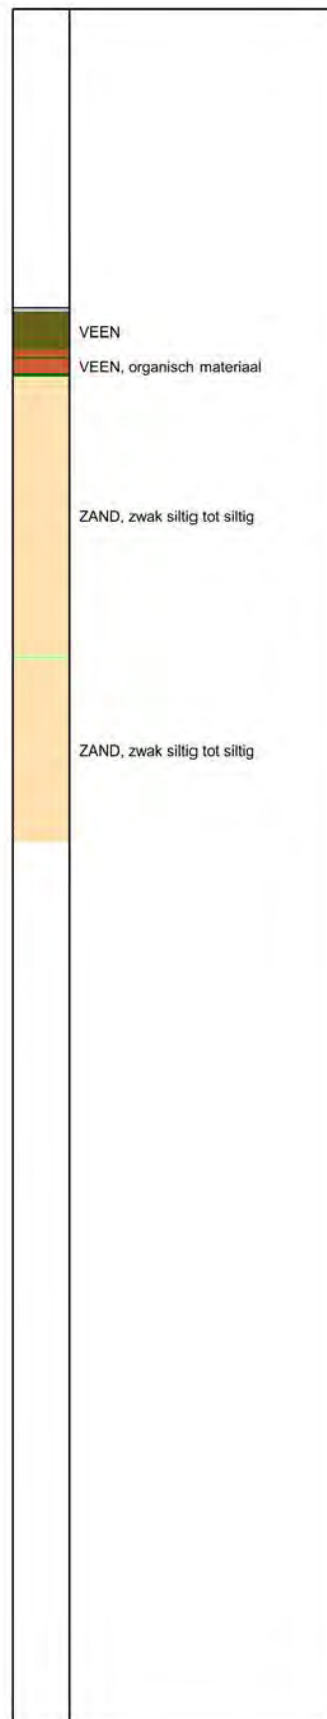 VEEN
VEEN, organisch materiaal
ZAND, zwak siltig tot siltig
ZAND, zwak siltig tot siltig